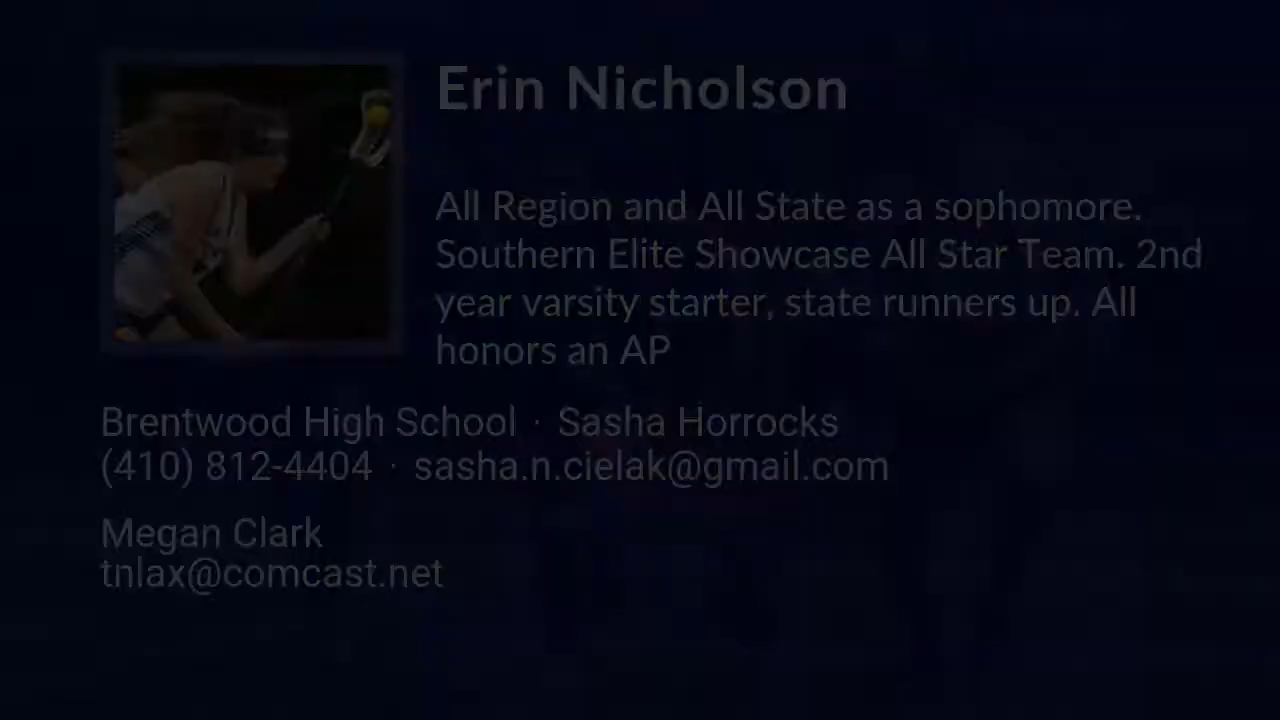 Erin Nicholson
All Region and All State as a sophomore.
Southern Elite Showcase All Star Team. 2nd
year varsity starter, state runners up. All
honors an AP
Brentwood High School · Sasha Horrocks
(410) 812-4404 · sasha.n.cielak@gmail.com
Megan Clark
tnlax@comcast.net